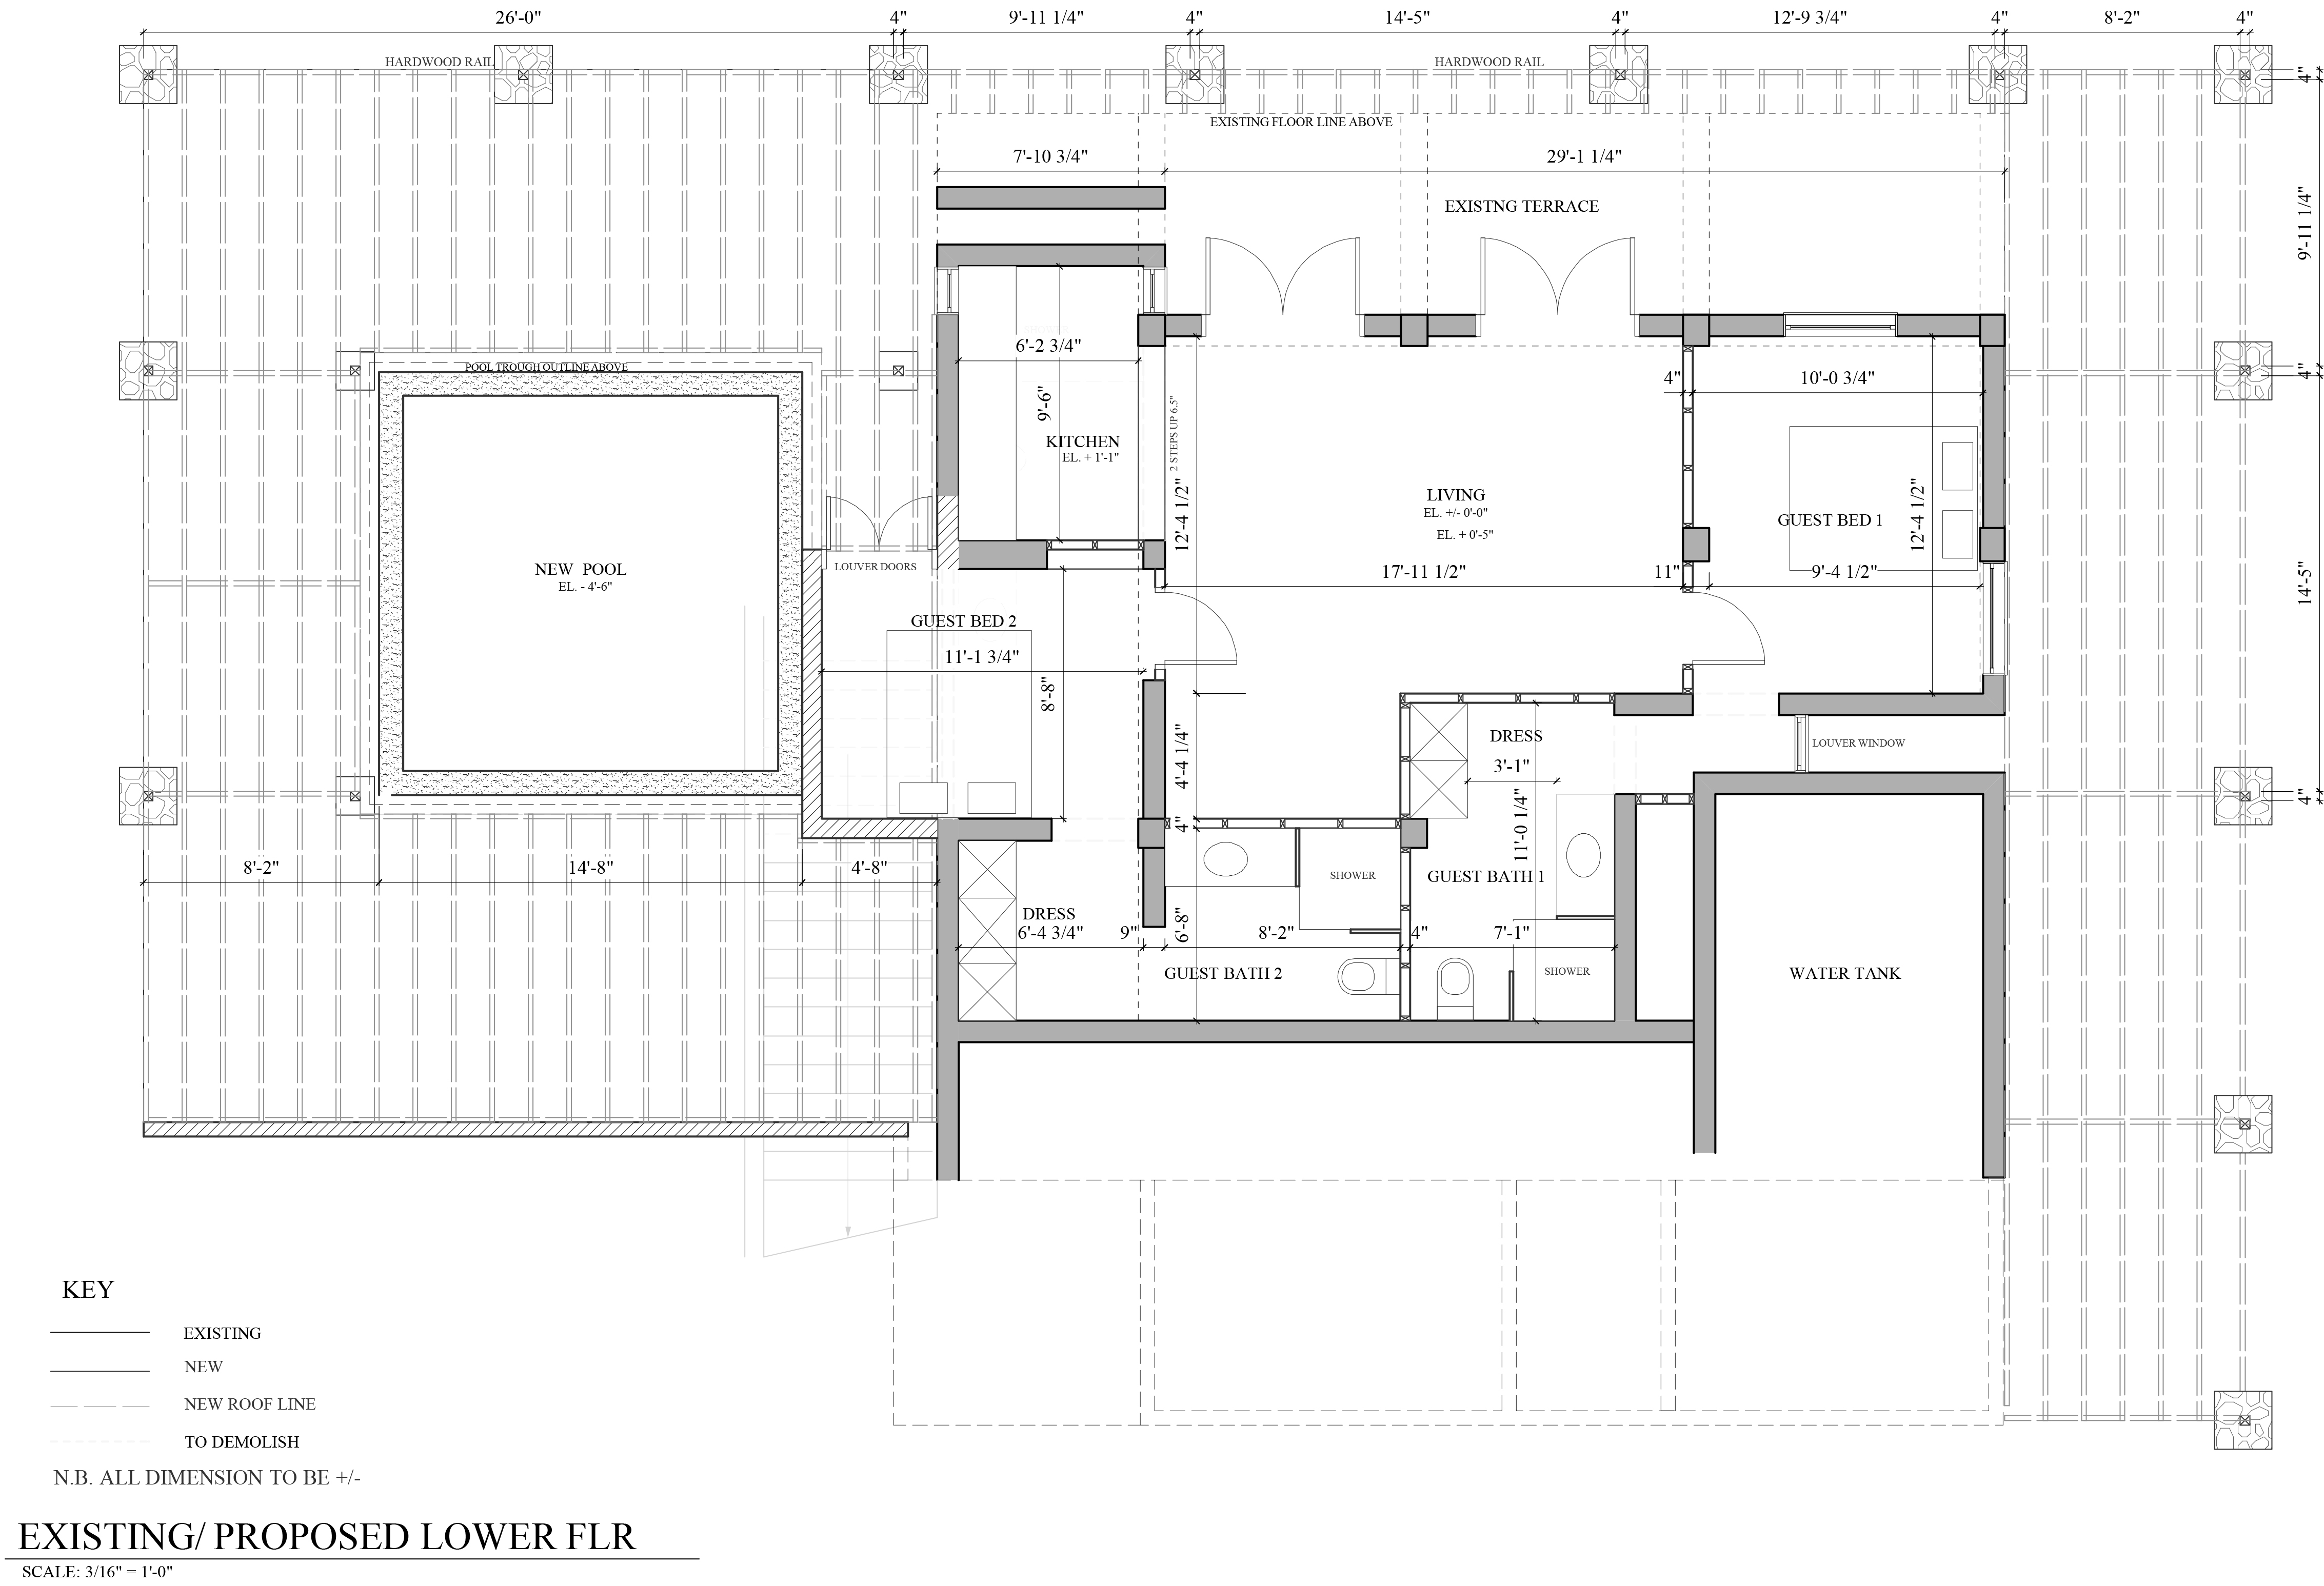 26'-0" 4" 9'-11 1/4" 4" 14'-5" 4" 12'-9 3/4" 4" 8'-2" 4"
HARDWOOD RAIL
HARDWOOD RAIL
4"
EXISTING FLOOR LINE ABOVE
7'-10 3/4" 29'-1 1/4"
EXISTNG TERRACE
9'-11 1/4"
6'-2 3/4"
POOL TROUGH OUTLINE ABOVE
4" 10'-0 3/4"
4"
9'-6"
2 STEPS UP 6.5"
KITCHEN
EL. + 1'-1"
LIVING
EL. +/- 0'-0"
EL. + 0'-5"
12'-4 1/2"
GUEST BED 1
12'-4 1/2"
NEW POOL
EL. - 4'-6"
LOUVER DOORS
17'-11 1/2" 11" 9'-4 1/2"
14'-5"
GUEST BED 2
11'-1 3/4"
8'-8"
DRESS
3'-1"
LOUVER WINDOW
4'-4 1/4"
4"
4"
11'-0 1/4"
8'-2" 14'-8" 4'-8"
SHOWER
GUEST BATH 1
DRESS
6'-4 3/4" 9" 6'-8" 8'-2" 4" 7'-1"
GUEST BATH 2
SHOWER
WATER TANK
KEY
EXISTING
NEW
NEW ROOF LINE
TO DEMOLISH
N.B. ALL DIMENSION TO BE +/-
EXISTING/ PROPOSED LOWER FLR
SCALE: 3/16" = 1'-0"